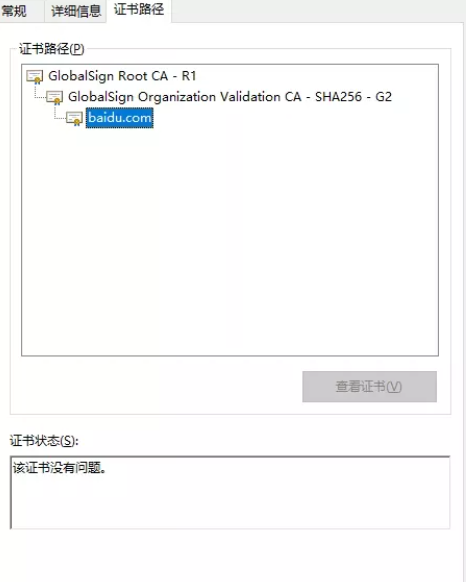 常规 详细信息 证书路径
证书路径(P)
GlobalSign Root CA - R1
GlobalSign Organization Validation CA - SHA256 - G2
baidu.com
查看证书(V)
证书状态(S):
该证书没有问题。